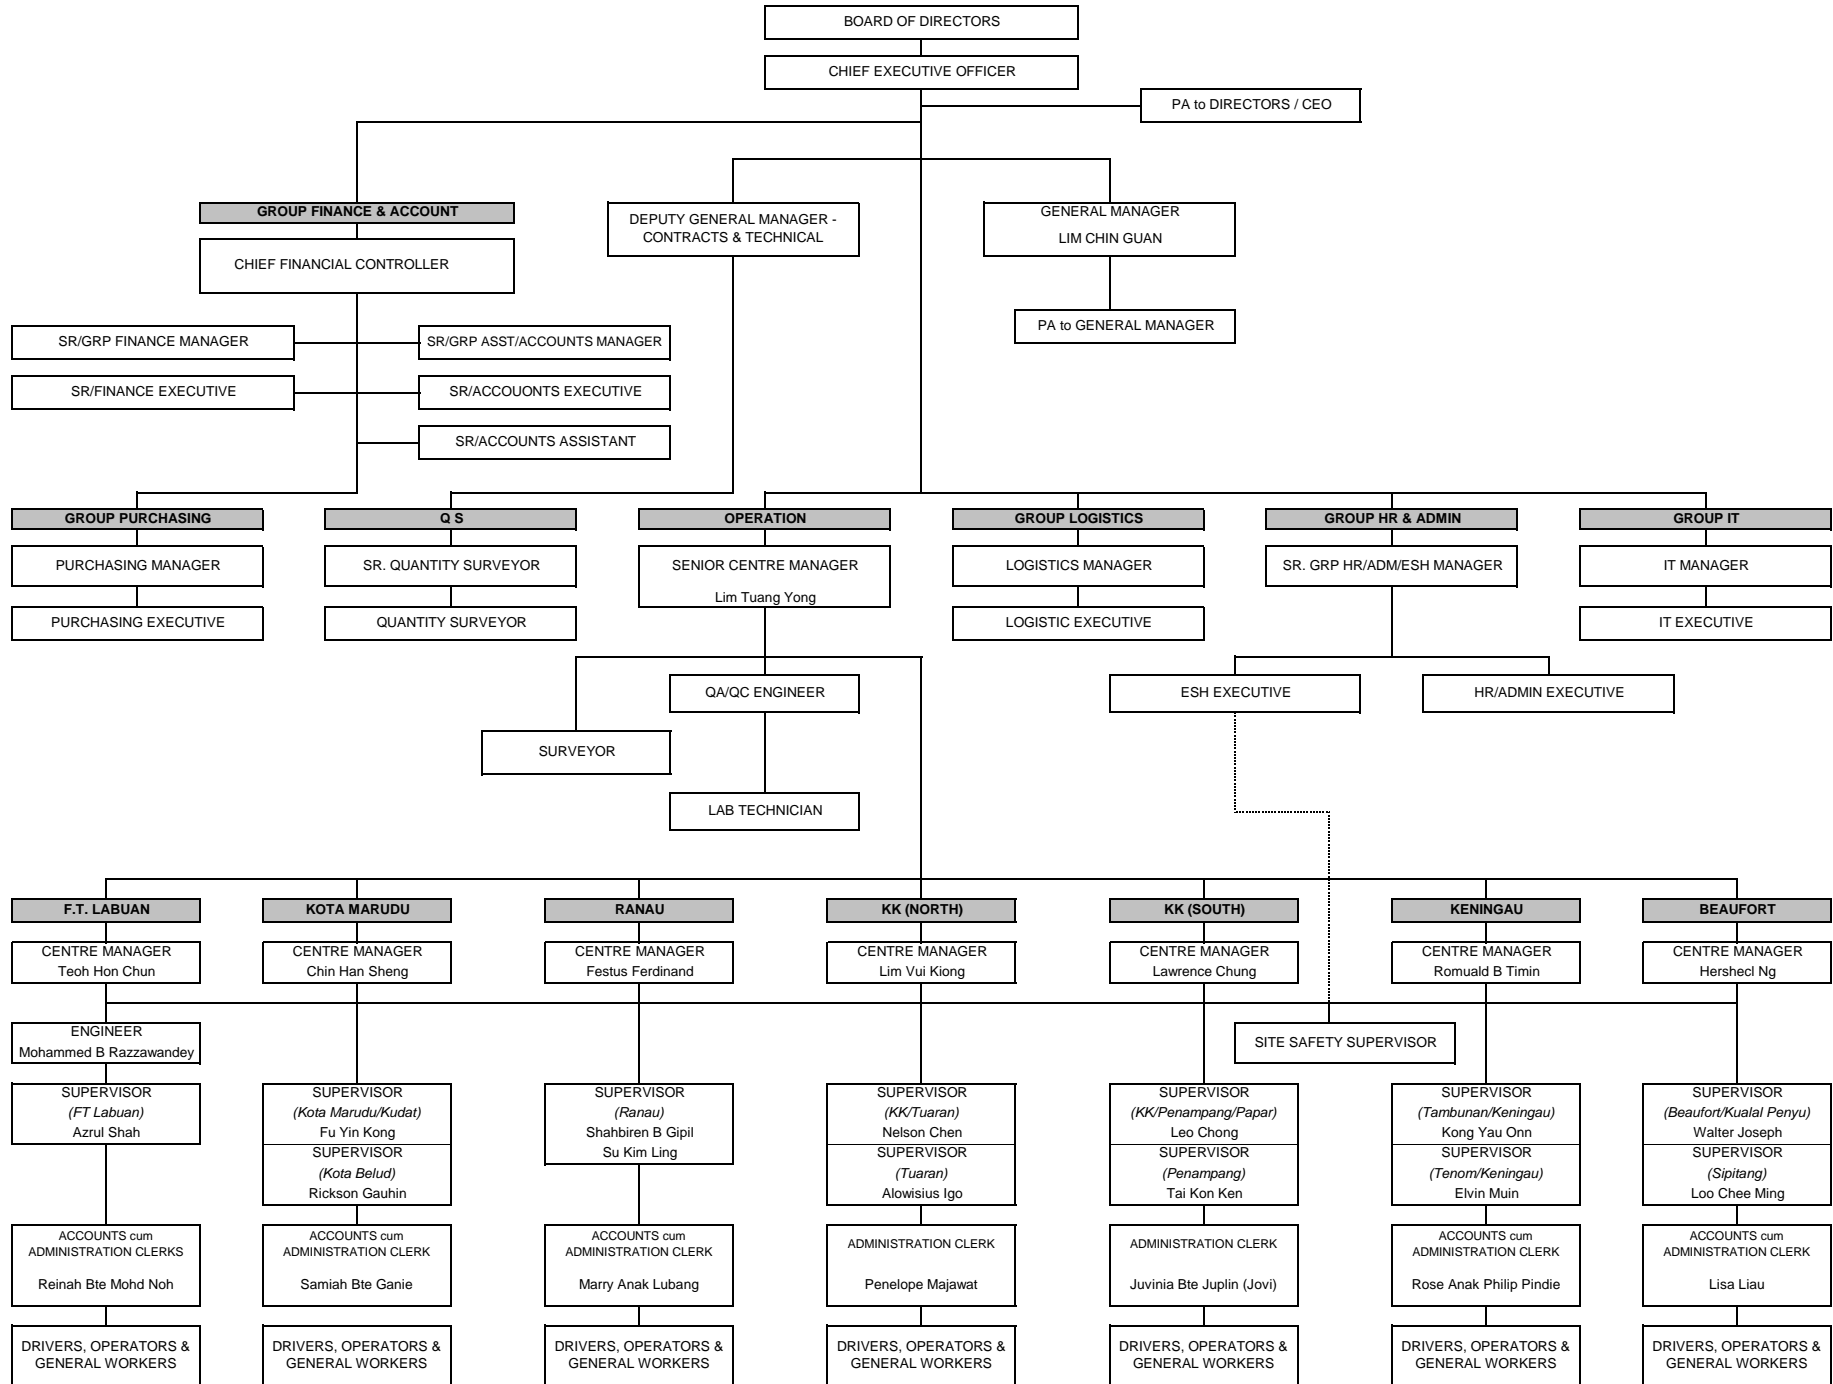 BOARD OF DIRECTORS
CHIEF EXECUTIVE OFFICER
PA to DIRECTORS / CEO
GROUP FINANCE & ACCOUNT
CHIEF FINANCIAL CONTROLLER
DEPUTY GENERAL MANAGER -
CONTRACTS & TECHNICAL
GENERAL MANAGER
LIM CHIN GUAN
PA to GENERAL MANAGER
SR/GRP FINANCE MANAGER
SR/GRP ASST/ACCOUNTS MANAGER
SR/FINANCE EXECUTIVE
SR/ACCOUONTS EXECUTIVE
SR/ACCOUNTS ASSISTANT
GROUP PURCHASING
PURCHASING MANAGER
PURCHASING EXECUTIVE
Q S
SR. QUANTITY SURVEYOR
QUANTITY SURVEYOR
OPERATION
SENIOR CENTRE MANAGER
Lim Tuang Yong
GROUP LOGISTICS
LOGISTICS MANAGER
LOGISTIC EXECUTIVE
GROUP HR & ADMIN
SR. GRP HR/ADM/ESH MANAGER
GROUP IT
IT MANAGER
IT EXECUTIVE
QA/QC ENGINEER
SURVEYOR
LAB TECHNICIAN
ESH EXECUTIVE
HR/ADMIN EXECUTIVE
F.T. LABUAN
CENTRE MANAGER
Teoh Hon Chun
ENGINEER
Mohammed B Razzawandey
SUPERVISOR
(FT Labuan)
Azrul Shah
ACCOUNTS cum
ADMINISTRATION CLERKS
Reinah Bte Mohd Noh
DRIVERS, OPERATORS &
GENERAL WORKERS
KOTA MARUDU
CENTRE MANAGER
Chin Han Sheng
SUPERVISOR
(Kota Marudu/Kudat)
Fu Yin Kong
SUPERVISOR
(Kota Belud)
Rickson Gauhin
ACCOUNTS cum
ADMINISTRATION CLERK
Samiah Bte Ganie
DRIVERS, OPERATORS &
GENERAL WORKERS
RANAU
CENTRE MANAGER
Festus Ferdinand
SUPERVISOR
(Ranau)
Shahbiren B Gipil
Su Kim Ling
ACCOUNTS cum
ADMINISTRATION CLERK
Marry Anak Lubang
DRIVERS, OPERATORS &
GENERAL WORKERS
KK (NORTH)
CENTRE MANAGER
Lim Vui Kiong
SUPERVISOR
(KK/Tuaran)
Nelson Chen
SUPERVISOR
(Tuaran)
Alowisius Igo
ADMINISTRATION CLERK
Penelope Majawat
DRIVERS, OPERATORS &
GENERAL WORKERS
KK (SOUTH)
CENTRE MANAGER
Lawrence Chung
SUPERVISOR
(KK/Penampang/Papar)
Leo Chong
SUPERVISOR
(Penampang)
Tai Kon Ken
ADMINISTRATION CLERK
Juvinia Bte Juplin (Jovi)
DRIVERS, OPERATORS &
GENERAL WORKERS
SITE SAFETY SUPERVISOR
KENINGAU
CENTRE MANAGER
Romuald B Timin
SUPERVISOR
(Tambunan/Keningau)
Kong Yau Onn
SUPERVISOR
(Tenom/Keningau)
Elvin Muin
ACCOUNTS cum
ADMINISTRATION CLERK
Rose Anak Philip Pindie
DRIVERS, OPERATORS &
GENERAL WORKERS
BEAUFORT
CENTRE MANAGER
Hershecl Ng
SUPERVISOR
(Beaufort/Kualal Penyu)
Walter Joseph
SUPERVISOR
(Sipitang)
Loo Chee Ming
ACCOUNTS cum
ADMINISTRATION CLERK
Lisa Liau
DRIVERS, OPERATORS &
GENERAL WORKERS